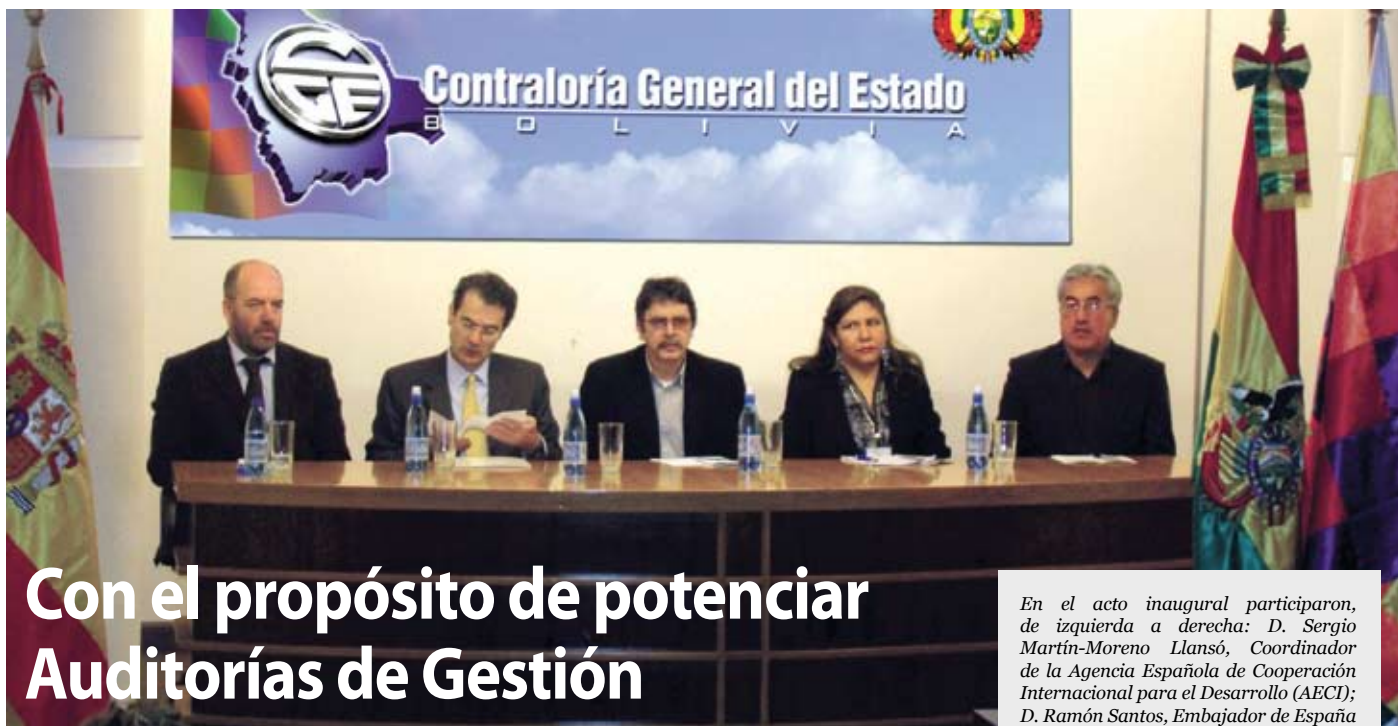 CGE
Contraloría General del Estado
BOLIVIA
Con el propósito de potenciar
Auditorías de Gestión
En el acto inaugural participaron,
de izquierda a derecha: D. Sergio
Martín-Moreno Llansó, Coordinador
de la Agencia Española de Cooperación
Internacional para el Desarrollo (AECI);
D. Ramón Santos, Embajador de España